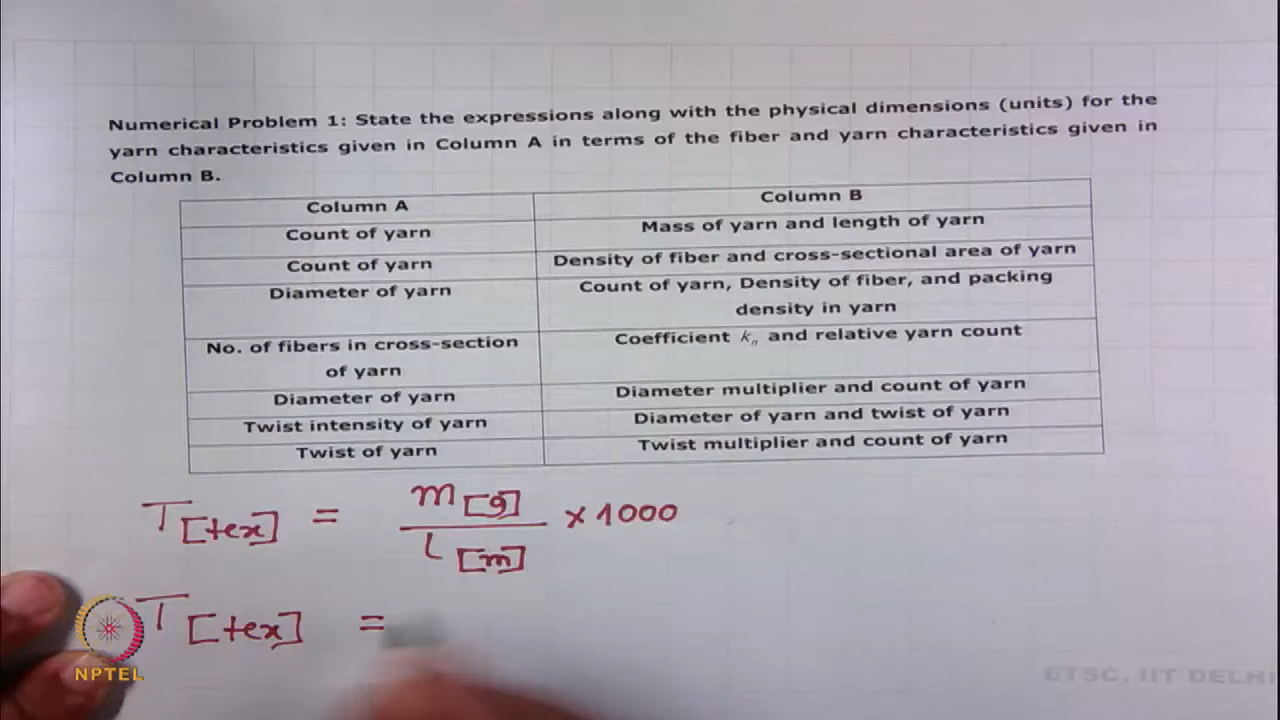 Numerical Problem 1: State the expressions along with the physical dimensions (units) for the
yarn characteristics given in Column A in terms of the fiber and yarn characteristics given in
Column B.
Column A Column B
Count of yarn Mass of yarn and length of yarn
Count of yarn Density of fiber and cross-sectional area of yarn
Diameter of yarn Count of yarn, Density of fiber, and packing
density in yarn
No. of fibers in cross-section Coefficient kn and relative yarn count
of yarn
Diameter of yarn Diameter multiplier and count of yarn
Twist intensity of yarn Diameter of yarn and twist of yarn
Twist of yarn Twist multiplier and count of yarn
T[tex] = m[g] / l[m] × 1000
T[tex] =
NPTEL
ETSC, IIT DELHI